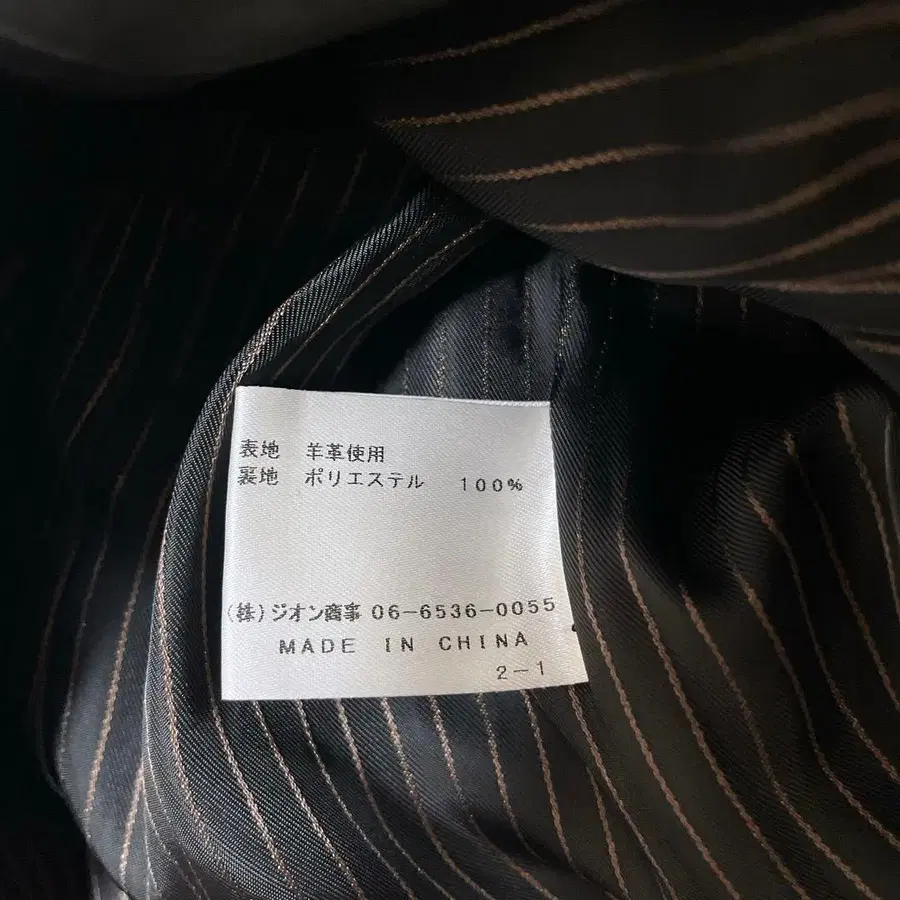 表地 羊革使用
裏地 ポリエステル 100%
(株)ジオン商事 06-6536-0055
MADE IN CHINA
2-1